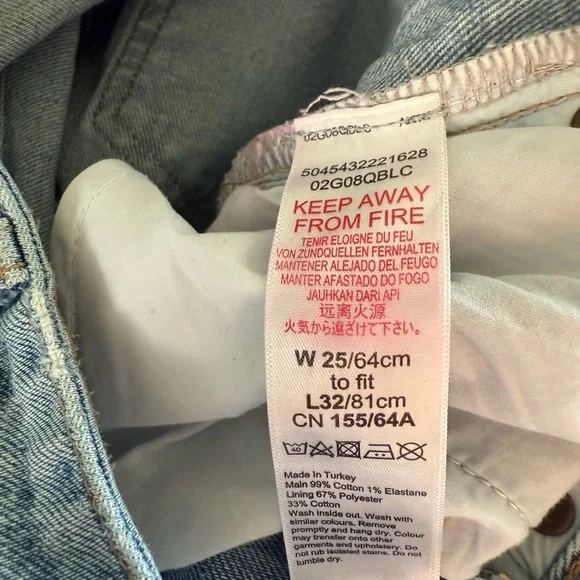 02G08QBLC
5045432221628
02G08QBLC
KEEP AWAY
FROM FIRE
TENIR ELOIGNE DU FEU
VON ZUNDQUELLEN FERNHALTEN
MANTENER ALEJADO DEL FEUGO
MANTER AFASTADO DO FOGO
JAUHKAN DARI API
远离火源
火気から遠ざけて下さい。
W 25/64cm
to fit
L32/81cm
CN 155/64A
40
Made In Turkey
Main 99% Cotton 1% Elastane
Lining 67% Polyester
33% Cotton
Wash inside out. Wash with
similar colours. Remove
promptly and hang dry. Colour
may transfer onto other
garments and upholstery. Do
not rub isolated stains. Do not
tumble dry.